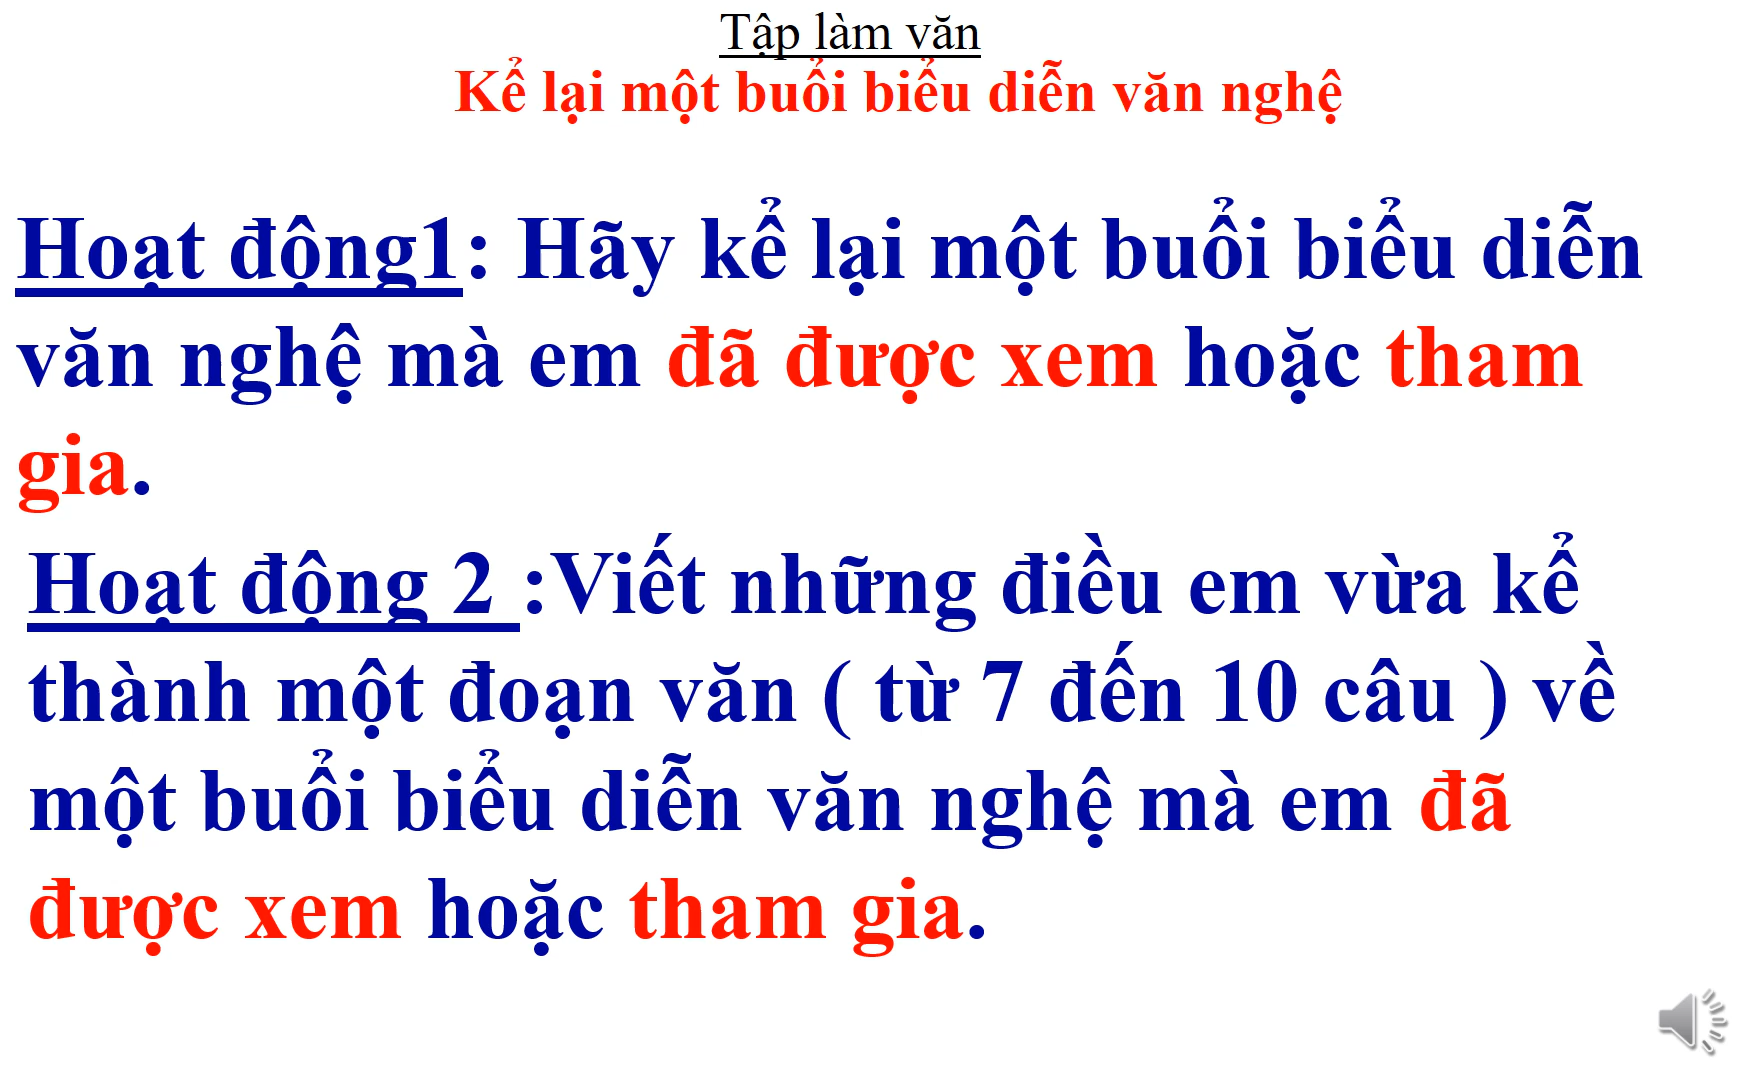 Tập làm văn
Kể lại một buổi biểu diễn văn nghệ
Hoạt động1: Hãy kể lại một buổi biểu diễn
văn nghệ mà em đã được xem hoặc tham
gia.
Hoạt động 2 :Viết những điều em vừa kể
thành một đoạn văn ( từ 7 đến 10 câu ) về
một buổi biểu diễn văn nghệ mà em đã
được xem hoặc tham gia.